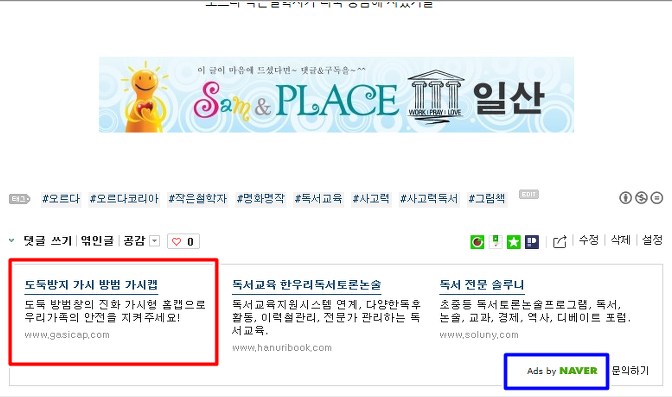 이 글이 마음에 드셨다면~ 댓글&구독을~^^
Sam & PLACE 일산
WORK | PRAY | LOVE
태그 #오르다 #오르다코리아 #작은철학자 #명화명작 #독서교육 #사고력 #사고력독서 #그림책 EDIT
댓글 쓰기 | 엮인글 | 공감 0 | 수정 | 삭제 | 설정
도둑방지 가시 방범 가시캡
도둑 방범창의 진화 가시형 홈캡으로
우리가족의 안전을 지켜주세요!
www.gasicap.com
독서교육 한우리독서토론논술
독서교육지원시스템 연계, 다양한독후
활동, 이력철관리, 전문가 관리하는 독
서교육.
www.hanuribook.com
독서 전문 솔루니
초중등 독서토론논술프로그램, 독서,
논술, 교과, 경제, 역사, 디베이트 포럼.
www.soluny.com
Ads by NAVER 문의하기